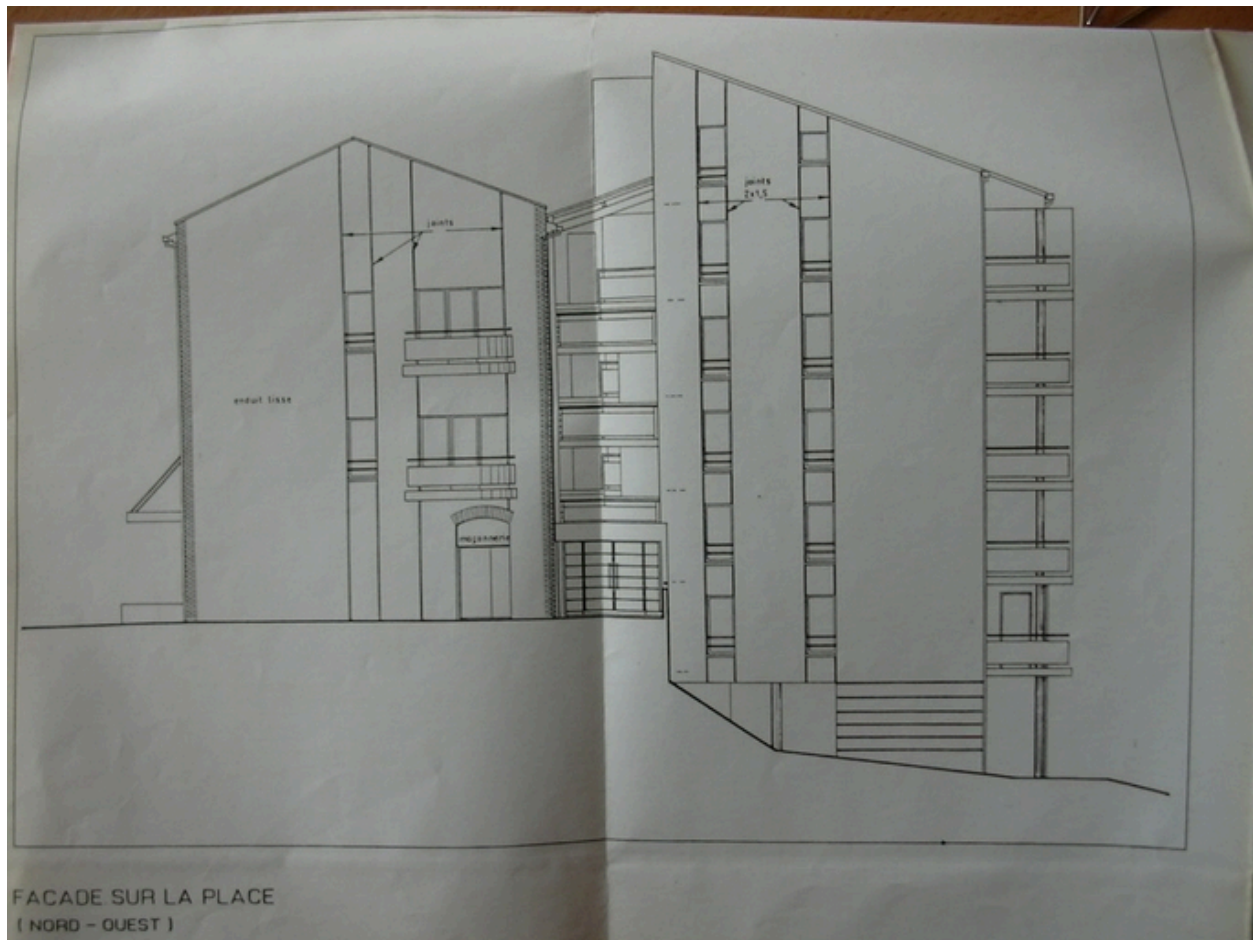 joints
2x1,5
joints
enduit lisse
maçonnerie
FACADE SUR LA PLACE
( NORD - OUEST )